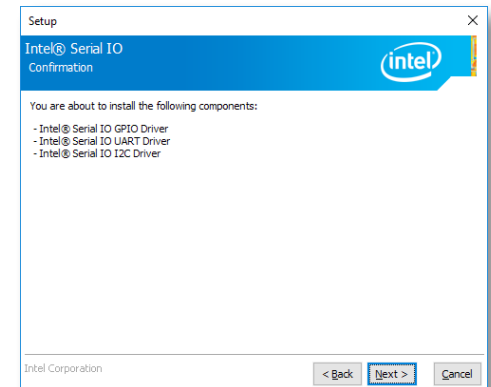 Setup
Intel® Serial IO
Confirmation
intel®
You are about to install the following components:
- Intel® Serial IO GPIO Driver
- Intel® Serial IO UART Driver
- Intel® Serial IO I2C Driver
Intel Corporation
< Back
Next >
Cancel